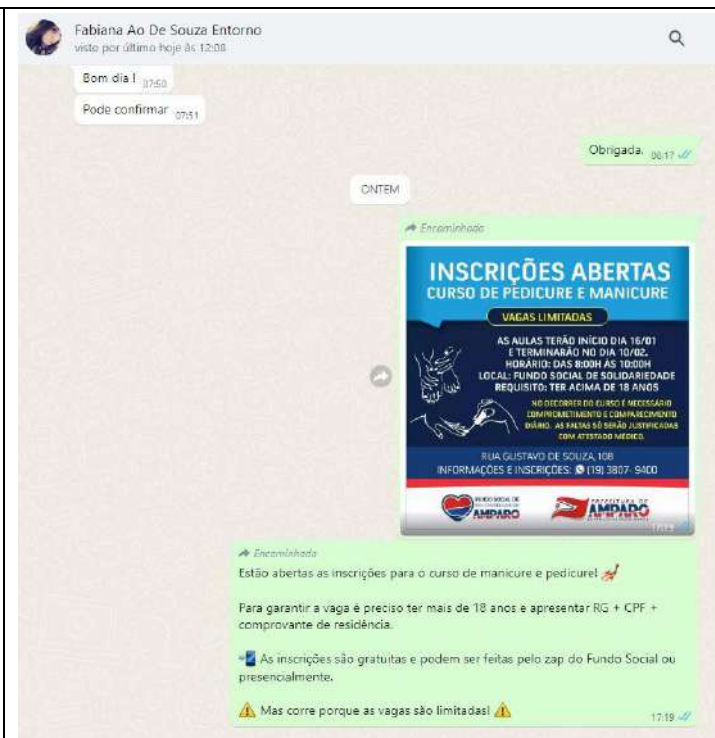 Fabiana Ao De Souza Entorno
visto por último hoje às 12:08
Bom dia ! 07:50
Pode confirmar 07:51
Obrigada. 08:17
ONTEM
Encaminhada
INSCRIÇÕES ABERTAS
CURSO DE PEDICURE E MANICURE
VAGAS LIMITADAS
AS AULAS TERÃO INÍCIO DIA 16/01
E TERMINARÃO NO DIA 10/02.
HORÁRIO: DAS 8:00H ÀS 10:00H
LOCAL: FUNDO SOCIAL DE SOLIDARIEDADE
REQUISITO: TER ACIMA DE 18 ANOS
NO DECORRER DO CURSO É NECESSÁRIO
COMPROMETIMENTO E COMPARECIMENTO
DIÁRIO. AS FALTAS SÓ SERÃO JUSTIFICADAS
COM ATESTADO MÉDICO.
RUA GUSTAVO DE SOUZA, 108
INFORMAÇÕES E INSCRIÇÕES: (19) 3807- 9400
FUNDO SOCIAL DE
AMPARO
PREFEITURA DE
AMPARO
Encaminhada
Estão abertas as inscrições para o curso de manicure e pedicure! 💅
Para garantir a vaga é preciso ter mais de 18 anos e apresentar RG + CPF +
comprovante de residência.
📲 As inscrições são gratuitas e podem ser feitas pelo zap do Fundo Social ou
presencialmente.
⚠️ Mas corre porque as vagas são limitadas! ⚠️
17:19